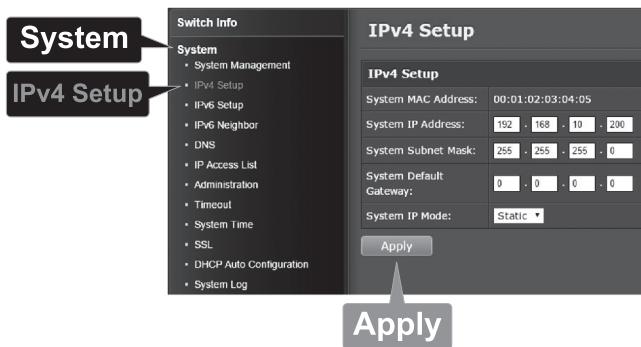 System
IPv4 Setup
Switch Info
System
▪ System Management
▪ IPv4 Setup
▪ IPv6 Setup
▪ IPv6 Neighbor
▪ DNS
▪ IP Access List
▪ Administration
▪ Timeout
▪ System Time
▪ SSL
▪ DHCP Auto Configuration
▪ System Log
IPv4 Setup
IPv4 Setup
System MAC Address: 00:01:02:03:04:05
System IP Address: 192 . 168 . 10 . 200
System Subnet Mask: 255 . 255 . 255 . 0
System Default
Gateway: 0 . 0 . 0 . 0
System IP Mode: Static
Apply
Apply